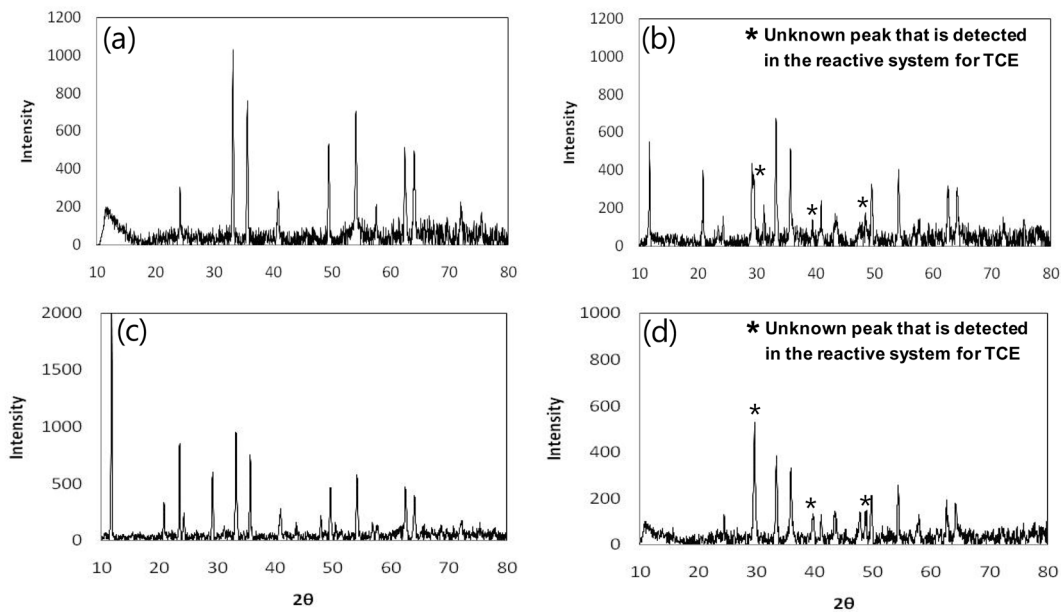 (a)
Intensity
1200
1000
800
600
400
200
0
10 20 30 40 50 60 70 80
(b)
* Unknown peak that is detected
in the reactive system for TCE
Intensity
1200
1000
800
600
400
200
0
*
*
*
10 20 30 40 50 60 70 80
(c)
Intensity
2000
1500
1000
500
0
10 20 30 40 50 60 70 80
2θ
(d)
* Unknown peak that is detected
in the reactive system for TCE
Intensity
1000
800
600
400
200
0
*
*
*
10 20 30 40 50 60 70 80
2θ